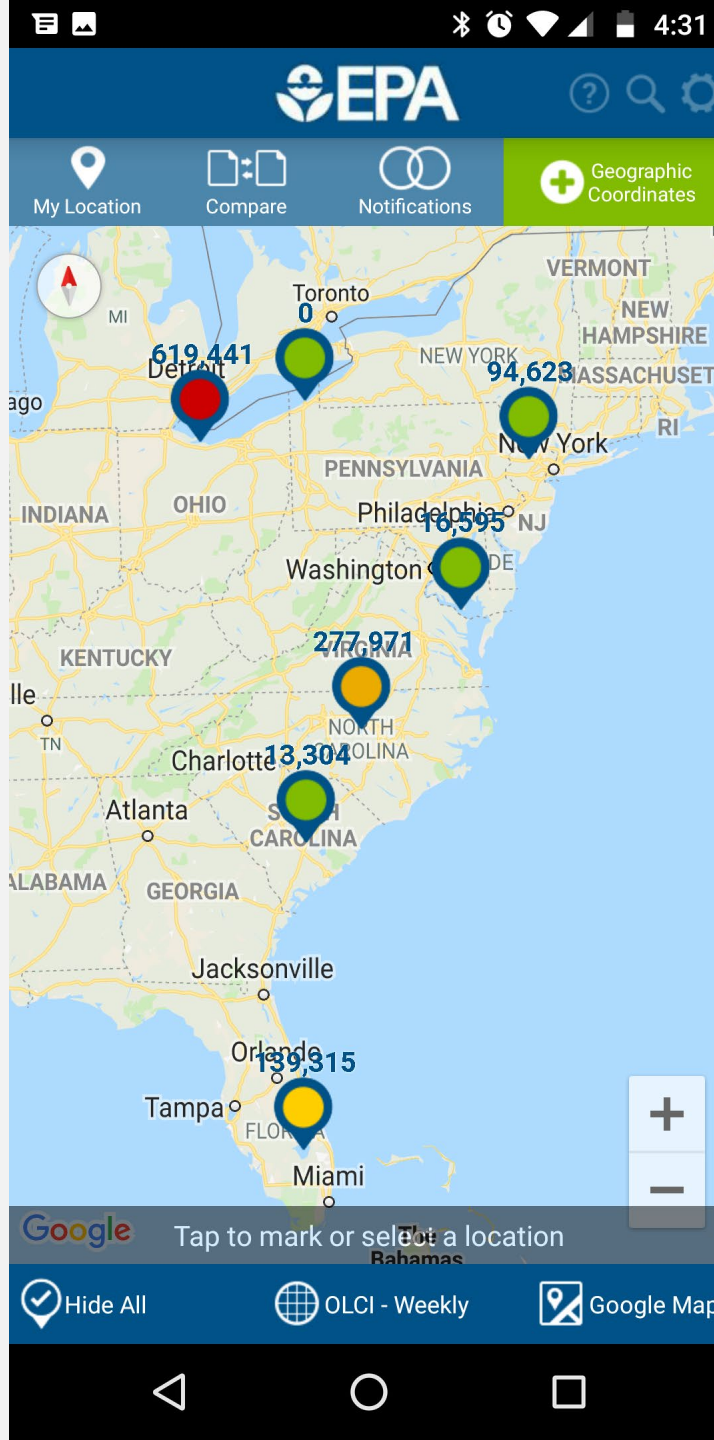 4:31
EPA
My Location
Compare
Notifications
Geographic
Coordinates
VERMONT
Toronto
0
MI
NEW
HAMPSHIRE
619,441
Detroit
NEW YORK
94,623
MASSACHUSET
ago
RI
New York
PENNSYLVANIA
INDIANA
OHIO
Philadelphia
16,595
NJ
Washington
DE
277,971
VIRGINIA
KENTUCKY
lle
TN
NORTH
CAROLINA
13,304
Charlotte
Atlanta
SOUTH
CAROLINA
ALABAMA
GEORGIA
Jacksonville
Orlando
139,315
Tampa
FLORIDA
Miami
+
−
Google
Tap to mark or select a location
The
Bahamas
Hide All
OLCI - Weekly
Google Map